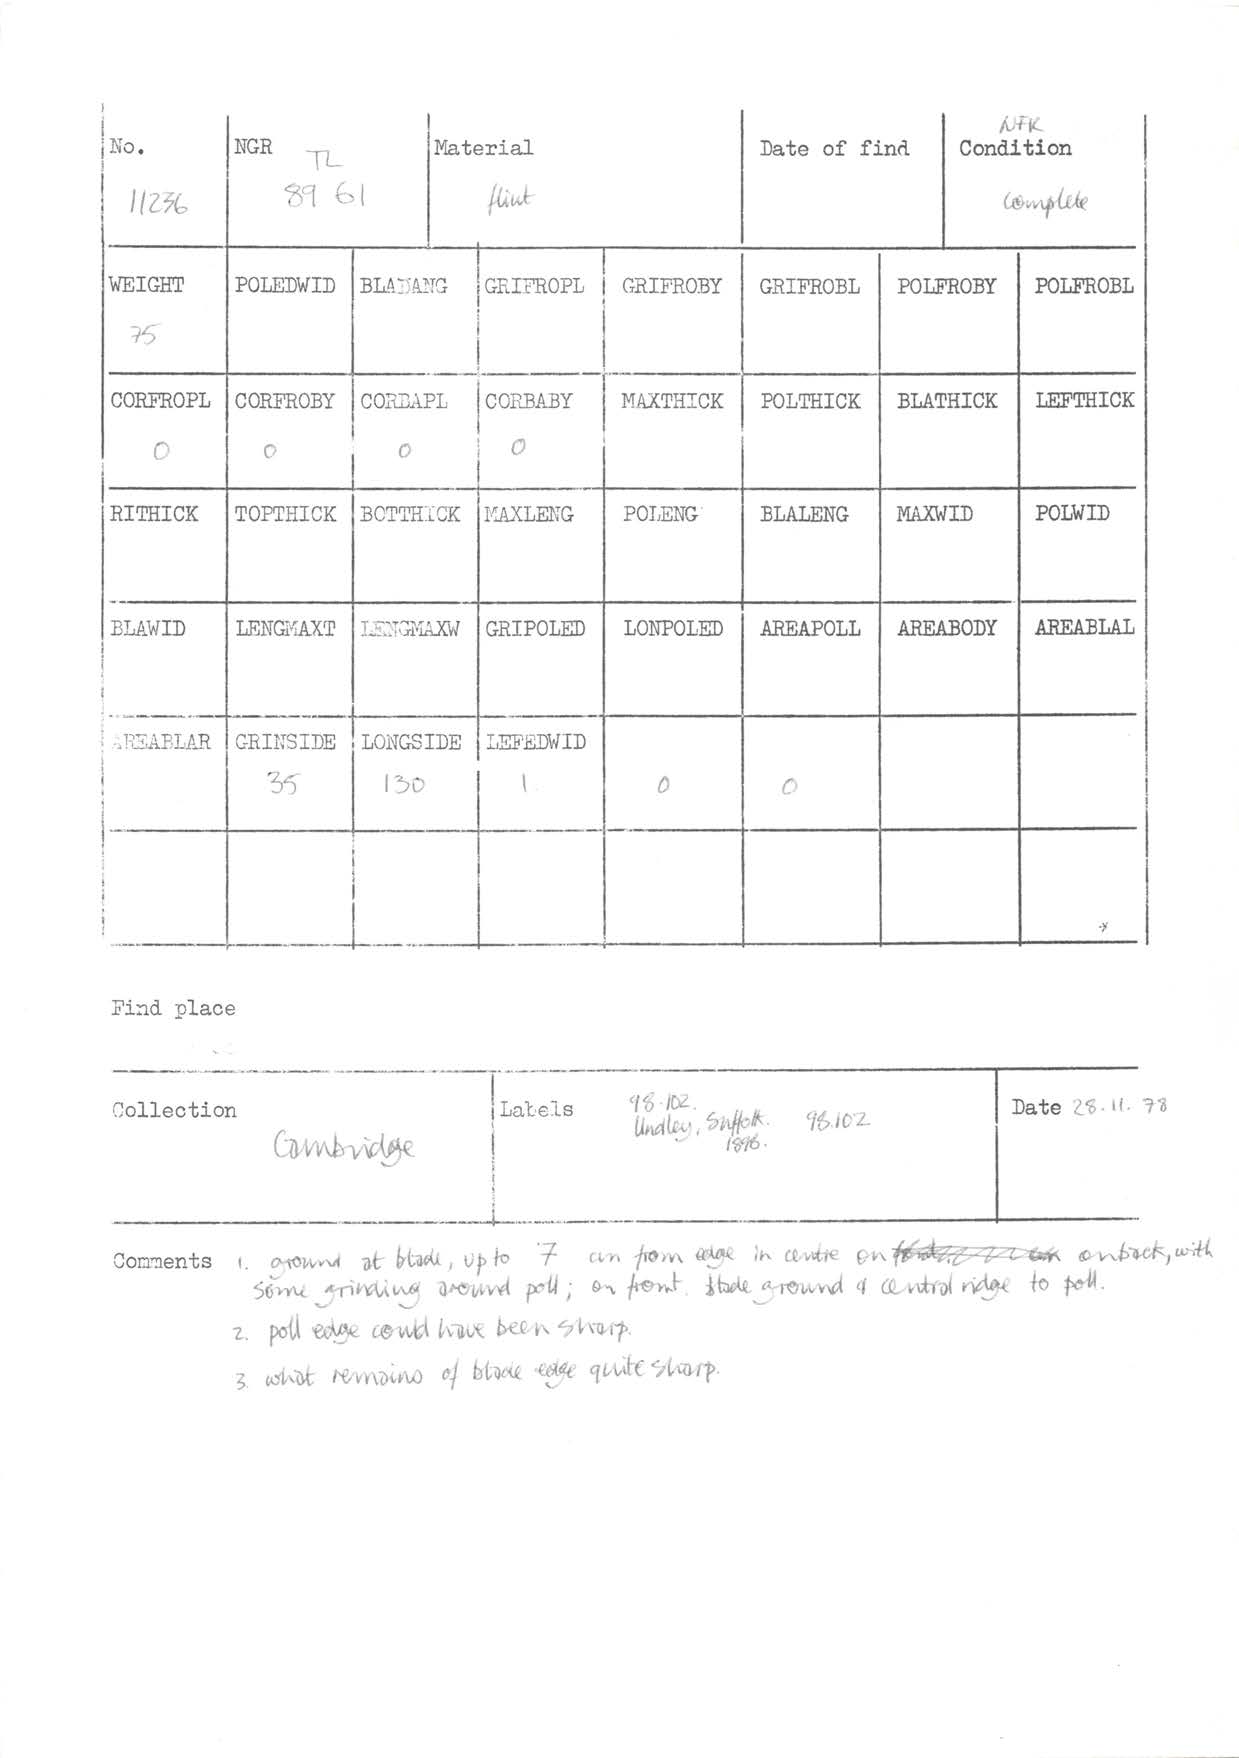 NFK
No. NGR Material Date of find Condition
TL
11236 89 61 flint complete
WEIGHT POLEDWID BLADANG GRIFROPL GRIFROBY GRIFROBL POLFROBY POLFROBL
75
CORFROPL CORFROBY CORBAPL CORBABY MAXTHICK POLTHICK BLATHICK LEFTHICK
0 0 0 0
RITHICK TOPTHICK BOTTHICK MAXLENG POLENG BLALENG MAXWID POLWID
BLAWID LENGMAXT LENGMAXW GRIPOLED LONPOLED AREAPOLL AREABODY AREABLAL
AREABLAR GRINSIDE LONGSIDE LEFEDWID
35 130 1 0 0
Find place
Collection Labels 98.102. Date 28.11.78
Undley, Suffolk. 98.102
1898.
Cambridge
Comments 1. ground at blade, up to 7 cm from edge in centre on on back, with
some grinding around poll; on front. blade ground & central ridge to poll.
2. poll edge could have been sharp.
3. what remains of blade edge quite sharp.